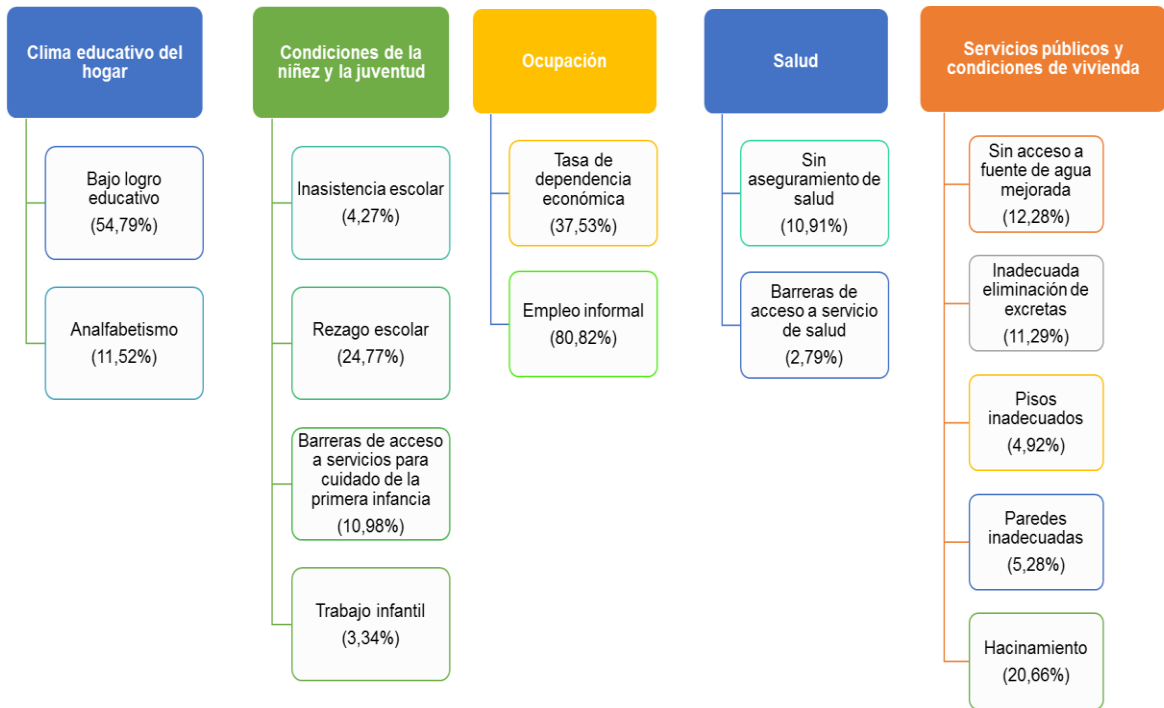 Clima educativo del
hogar
Bajo logro
educativo
(54,79%)
Analfabetismo
(11,52%)
Condiciones de la
niñez y la juventud
Inasistencia escolar
(4,27%)
Rezago escolar
(24,77%)
Barreras de acceso
a servicios para
cuidado de la
primera infancia
(10,98%)
Trabajo infantil
(3,34%)
Ocupación
Tasa de
dependencia
económica
(37,53%)
Empleo informal
(80,82%)
Salud
Sin
aseguramiento de
salud
(10,91%)
Barreras de
acceso a servicio
de salud
(2,79%)
Servicios públicos y
condiciones de vivienda
Sin acceso a
fuente de agua
mejorada
(12,28%)
Inadecuada
eliminación de
excretas
(11,29%)
Pisos
inadecuados
(4,92%)
Paredes
inadecuadas
(5,28%)
Hacinamiento
(20,66%)